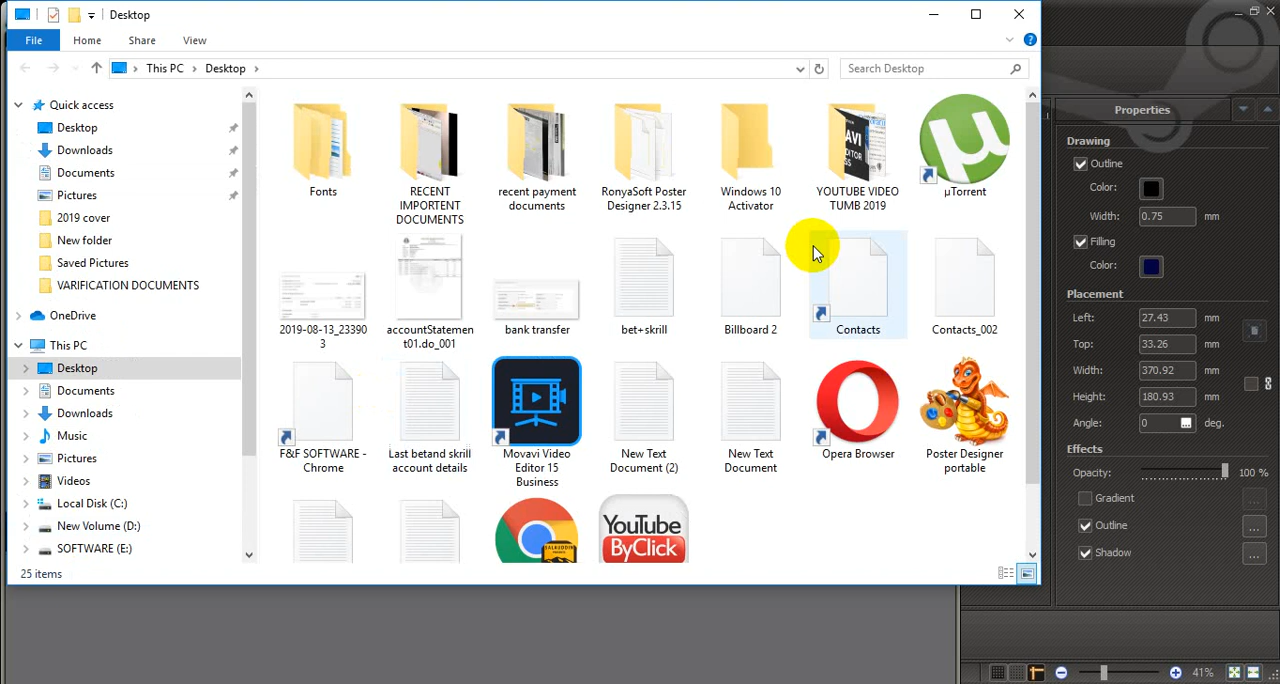 Desktop
File Home Share View
This PC Desktop
Search Desktop
Quick access
Desktop
Downloads
Documents
Pictures
2019 cover
New folder
Saved Pictures
VARIFICATION DOCUMENTS
OneDrive
This PC
Desktop
Documents
Downloads
Music
Pictures
Videos
Local Disk (C:)
New Volume (D:)
SOFTWARE (E:)
Fonts
RECENT
IMPORTENT
DOCUMENTS
recent payment
documents
RonyaSoft Poster
Designer 2.3.15
Windows 10
Activator
YOUTUBE VIDEO
TUMB 2019
µTorrent
2019-08-13_23390
3
accountStatemen
t01.do_001
bank transfer
bet+skrill
Billboard 2
Contacts
Contacts_002
F&F SOFTWARE -
Chrome
Last betand skrill
account details
Movavi Video
Editor 15
Business
New Text
Document (2)
New Text
Document
Opera Browser
Poster Designer
portable
YouTube
ByClick
25 items
Properties
Drawing
Outline
Color:
Width: 0.75 mm
Filling
Color:
Placement
Left: 27.43 mm
Top: 33.26 mm
Width: 370.92 mm
Height: 180.93 mm
Angle: 0 deg.
Effects
Opacity: 100 %
Gradient ...
Outline ...
Shadow ...
41%